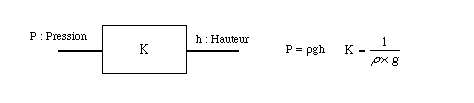 P : Pression
K
h : Hauteur
P = ρgh
K = 1 / ρ× g